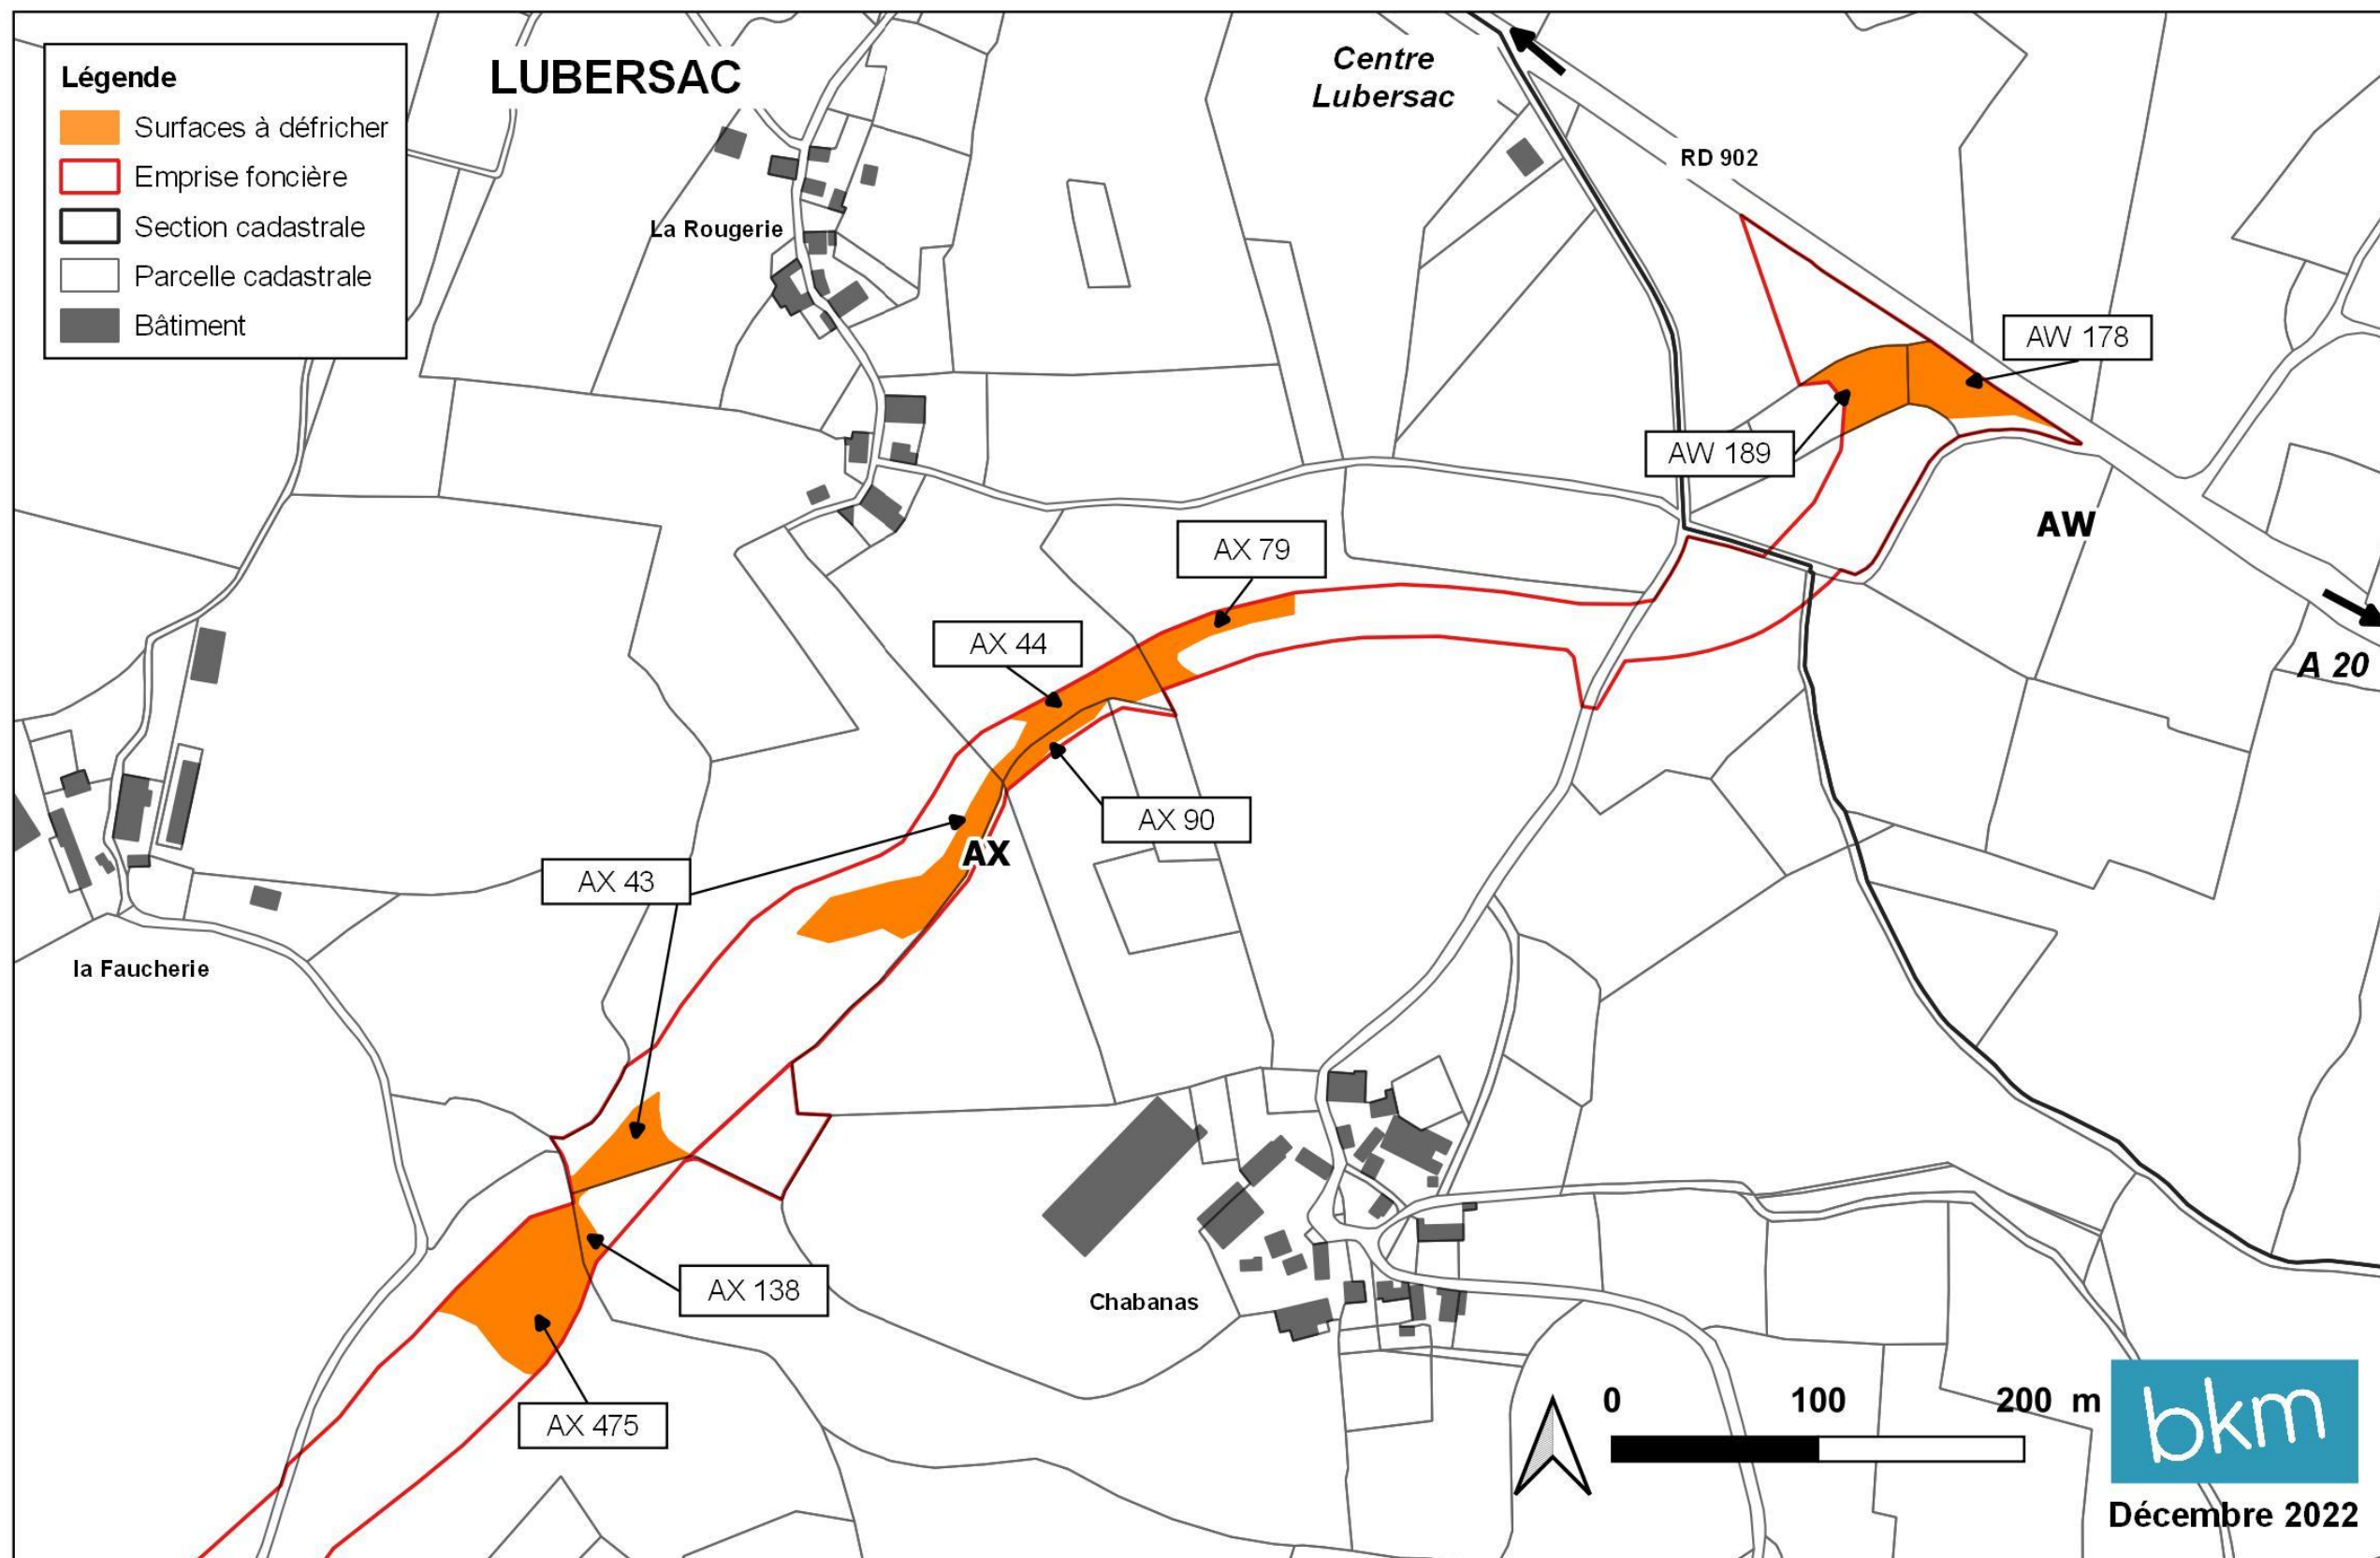 Légende
Surfaces à défricher
Emprise foncière
Section cadastrale
Parcelle cadastrale
Bâtiment
LUBERSAC
Centre
Lubersac
RD 902
La Rougerie
AW 178
AW 189
AW
AX 79
AX 44
A 20
AX 90
AX
AX 43
la Faucherie
AX 138
Chabanas
AX 475
0 100 200 m
bkm
Décembre 2022